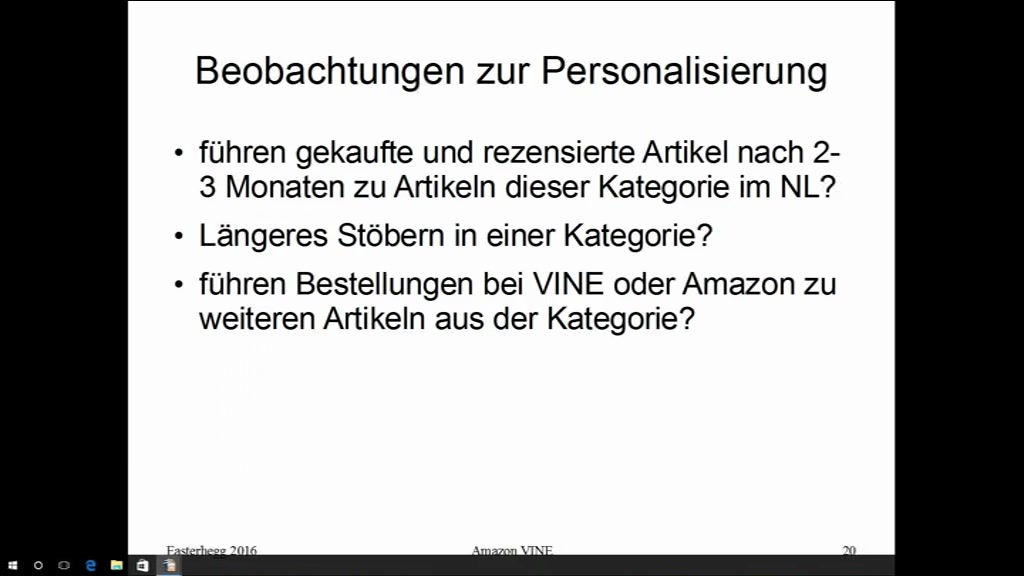 Beobachtungen zur Personalisierung
• führen gekaufte und rezensierte Artikel nach 2-
3 Monaten zu Artikeln dieser Kategorie im NL?
• Längeres Stöbern in einer Kategorie?
• führen Bestellungen bei VINE oder Amazon zu
weiteren Artikeln aus der Kategorie?
Easterhegg 2016 Amazon VINE 20